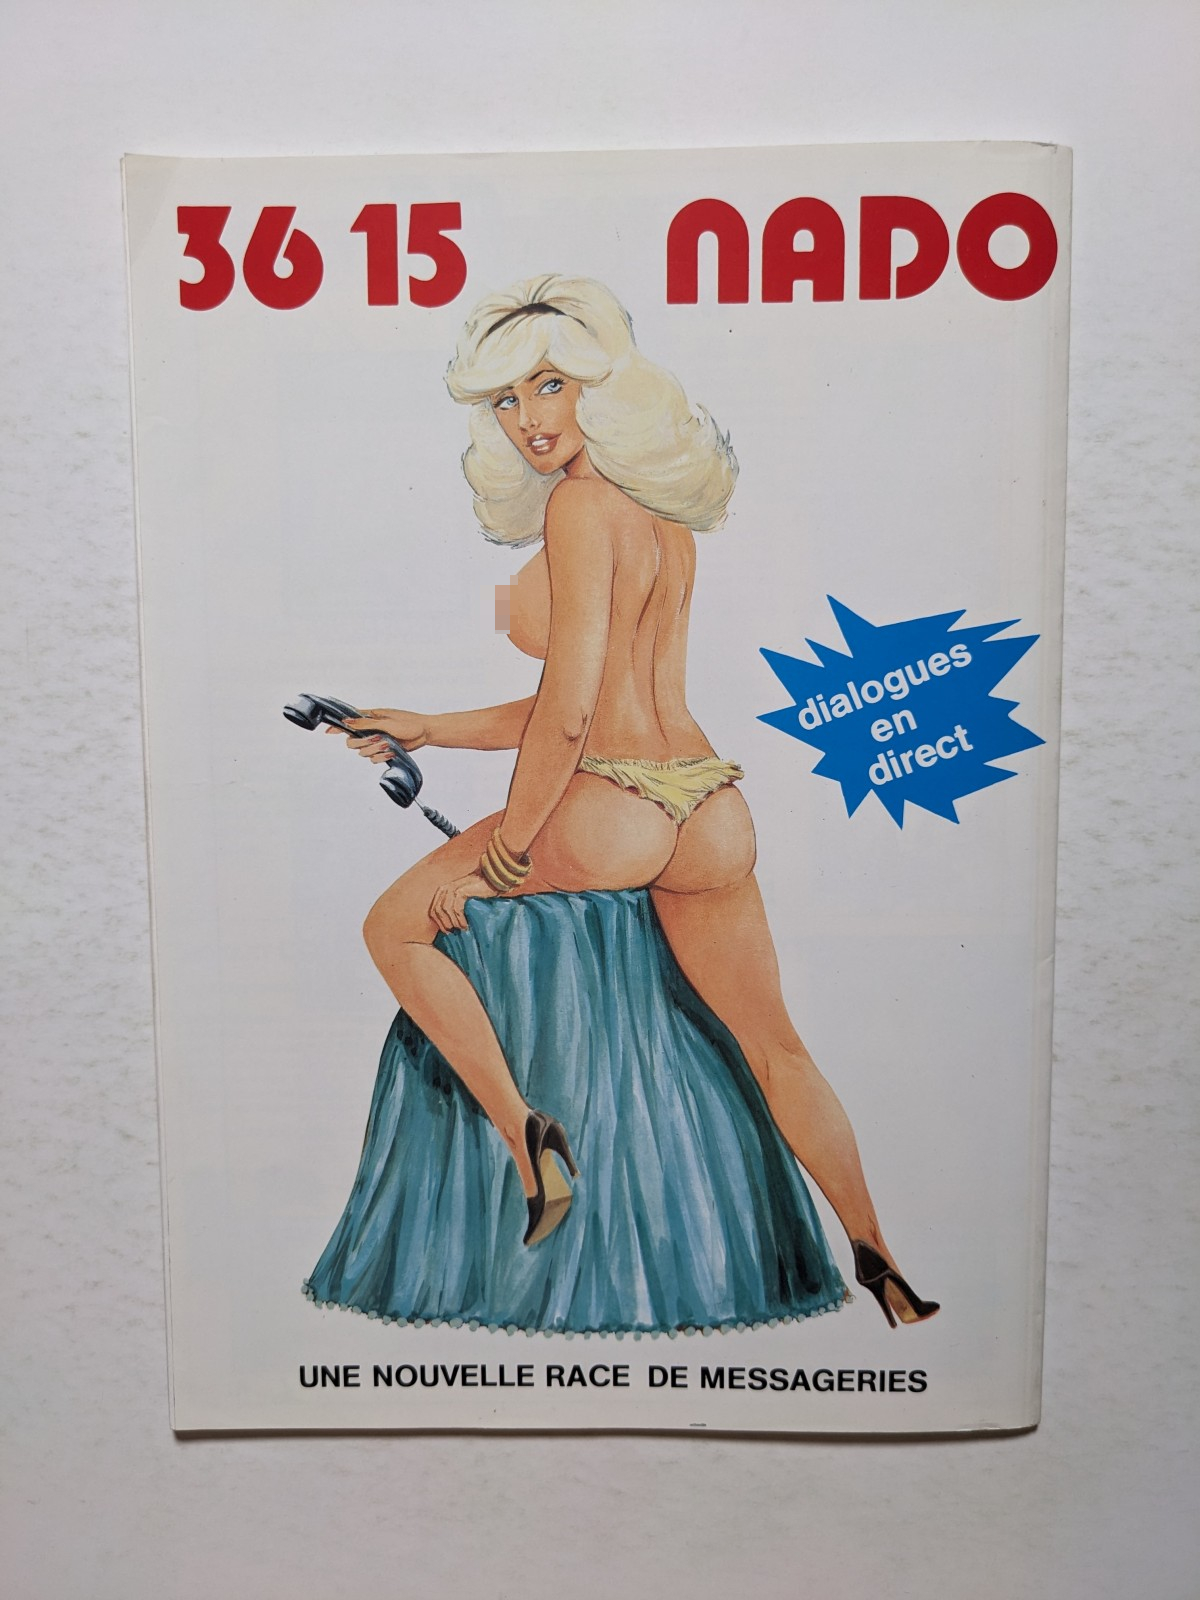 36 15 NADO
dialogues
en
direct
UNE NOUVELLE RACE DE MESSAGERIES